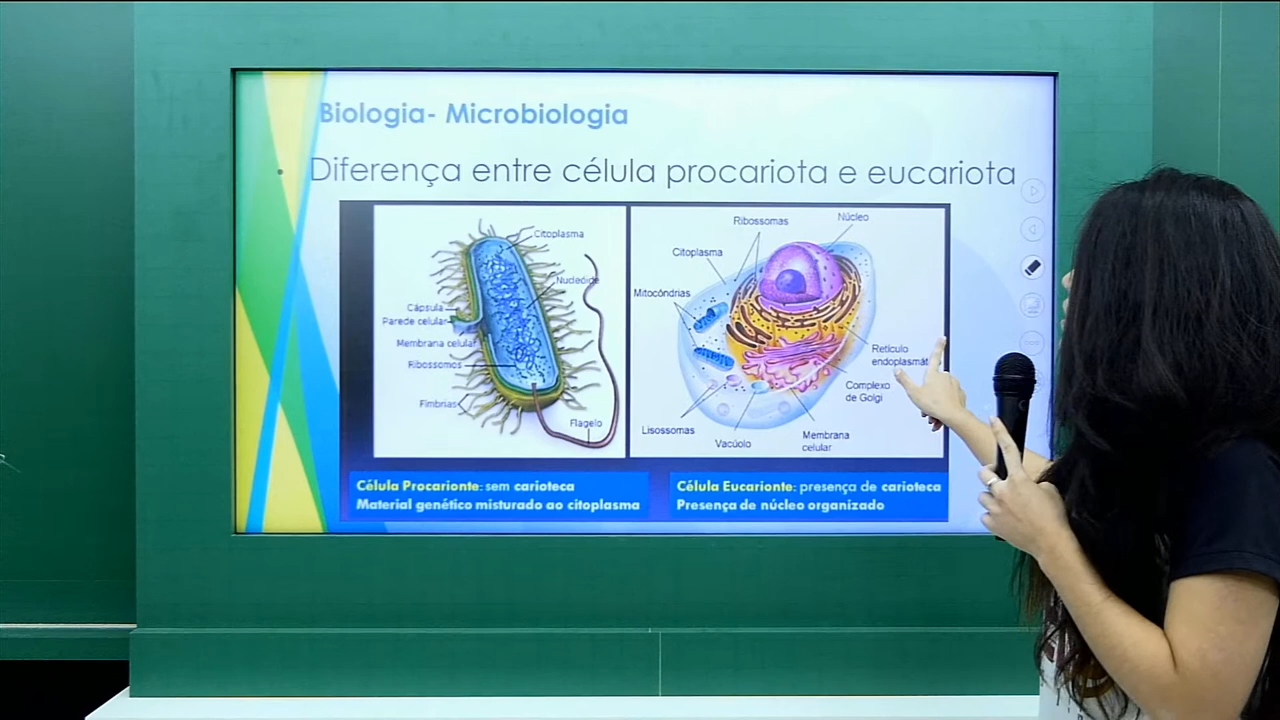 Biologia- Microbiologia
• Diferença entre célula procariota e eucariota
Citoplasma
Nucleóide
Cápsula
Parede celular
Membrana celular
Ribossomos
Fímbrias
Flagelo
Ribossomas
Núcleo
Citoplasma
Mitocôndrias
Retículo
endoplasmát
Complexo
de Golgi
Lisossomas
Vacúolo
Membrana
celular
Célula Procarionte: sem carioteca
Material genético misturado ao citoplasma
Célula Eucarionte: presença de carioteca
Presença de núcleo organizado